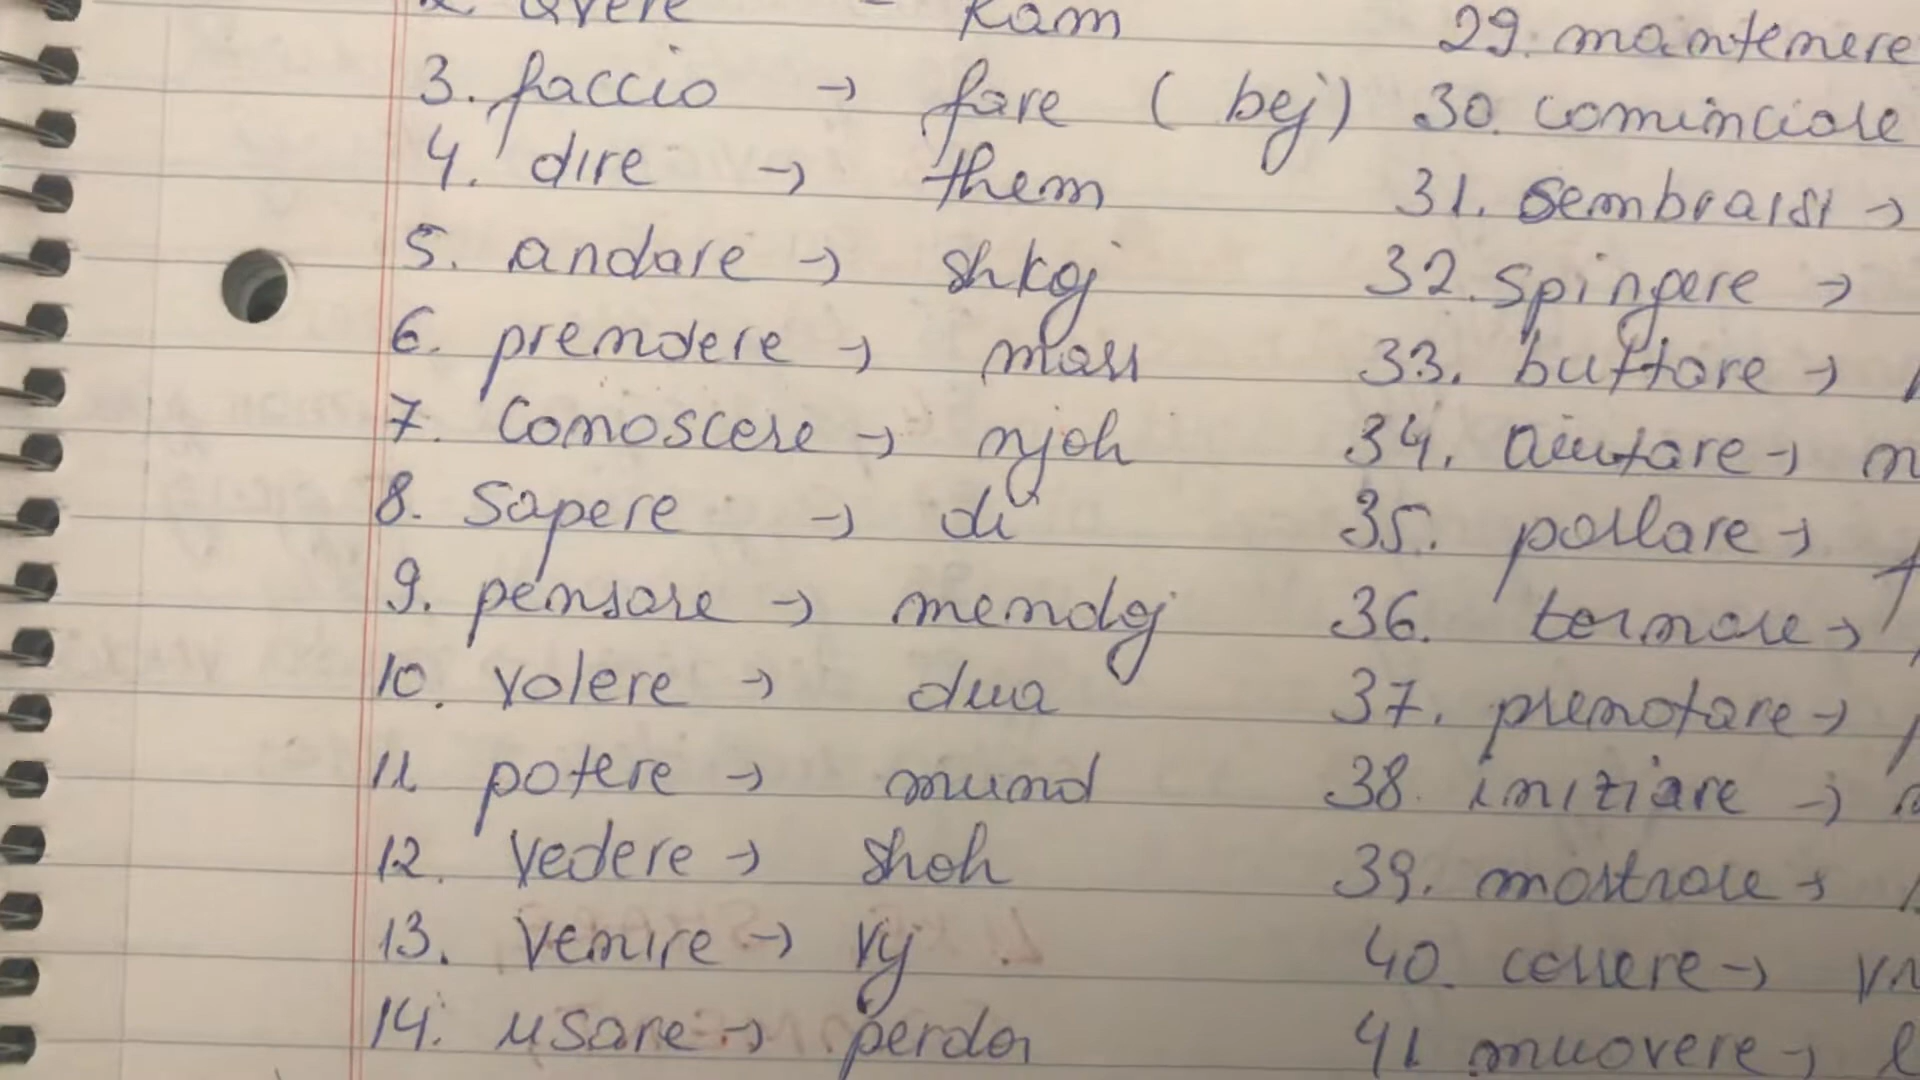 2. avere - kam
3. faccio → fare (bej)
4. dire → them
5. andare → shkoj
6. prendere → marr
7. Conoscere → njoh
8. Sapere → di
9. pensare → mendoj
10. volere → dua
11 potere → mund
12. vedere → shoh
13. venire → vij
14. usare →
29. mantenere
30. cominciare
31. Sembrarsi →
32. Spingere →
33. buttare →
34. aiutare →
35. parlare →
36. tornare →
37. prenotare →
38. iniziare →
39. mostrare →
40. correre →
41 muovere →